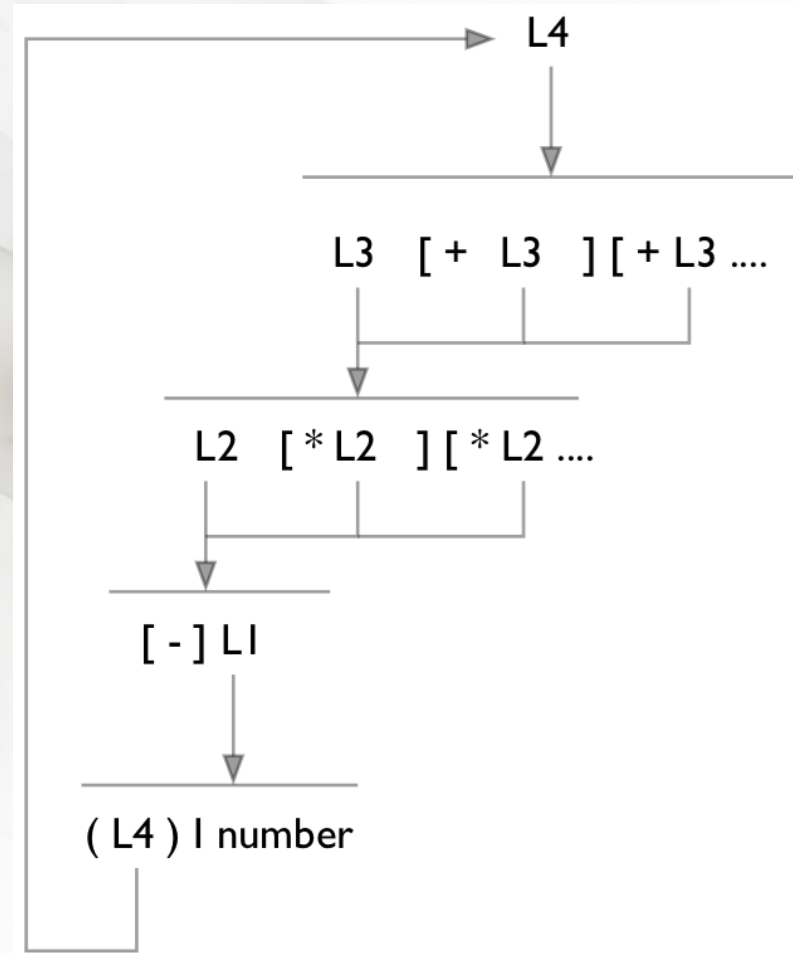 L4
L3 [ + L3 ] [ + L3 ....
L2 [ * L2 ] [ * L2 ....
[ - ] L1
( L4 ) | number